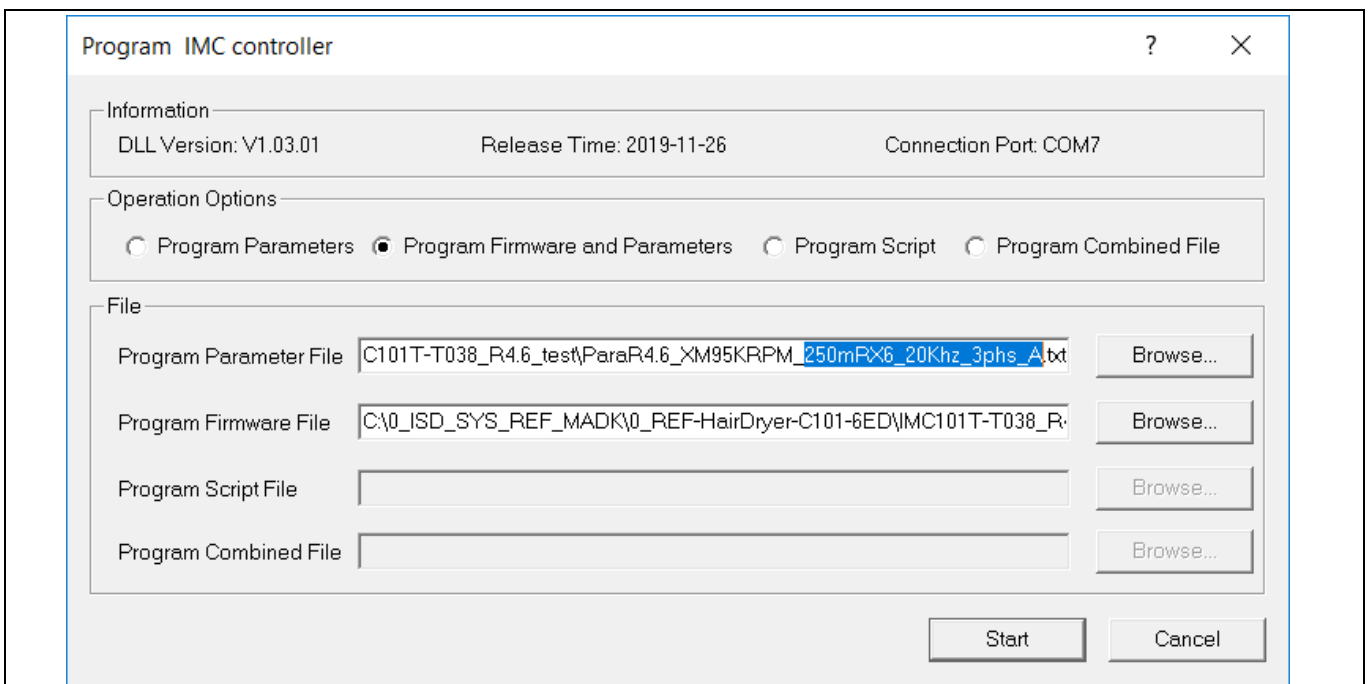 Program  IMC controller ? ×
Information
DLL Version: V1.03.01 Release Time: 2019-11-26 Connection Port: COM7
Operation Options
Program Parameters Program Firmware and Parameters Program Script Program Combined File
File
Program Parameter File C101T-T038_R4.6_test\ParaR4.6_XM95KRPM_250mRX6_20Khz_3phs_A.txt Browse...
Program Firmware File C:\0_ISD_SYS_REF_MADK\0_REF-HairDryer-C101-6ED\IMC101T-T038_R Browse...
Program Script File Browse...
Program Combined File Browse...
Start Cancel